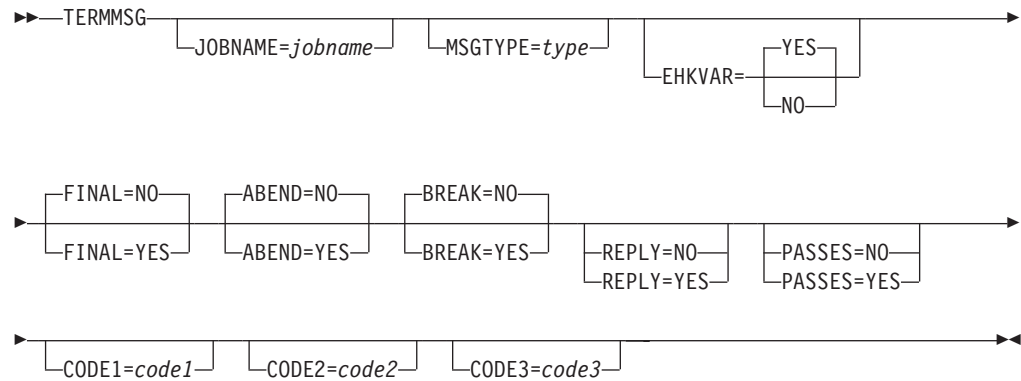 TERMMSG
JOBNAME=jobname
MSGTYPE=type
EHKVAR=
YES
NO
FINAL=NO
FINAL=YES
ABEND=NO
ABEND=YES
BREAK=NO
BREAK=YES
REPLY=NO
REPLY=YES
PASSES=NO
PASSES=YES
CODE1=code1
CODE2=code2
CODE3=code3